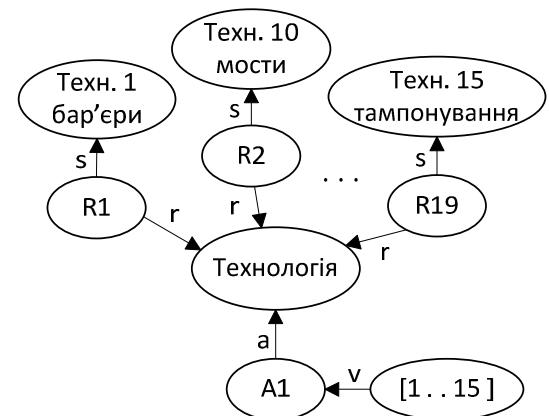 Техн. 10
мости
Техн. 1
бар’єри
Техн. 15
тампонування
s
s
s
R2
. . .
R1
R19
r
r
r
Технологія
a
A1
v
[1 . . 15 ]